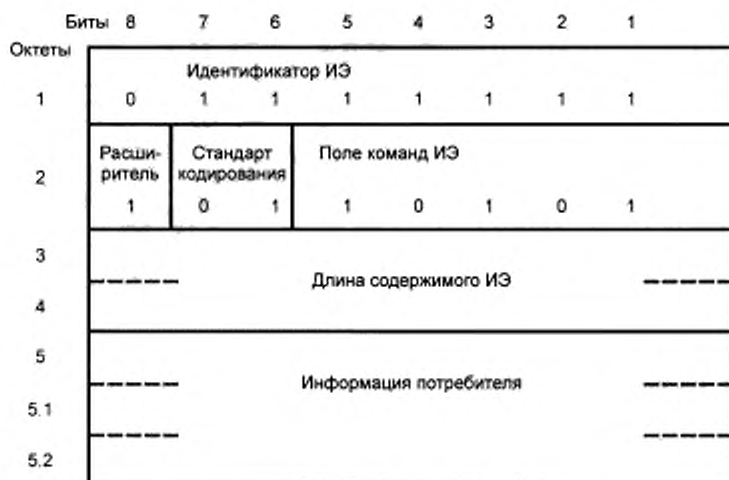 Биты 8 7 6 5 4 3 2 1
Октеты
Идентификатор ИЭ
1 0 1 1 1 1 1 1 1
Расши- Стандарт Поле команд ИЭ
ритель кодирования
2
1 0 1 1 0 1 0 1
3
Длина содержимого ИЭ
4
5
Информация потребителя
5.1
5.2